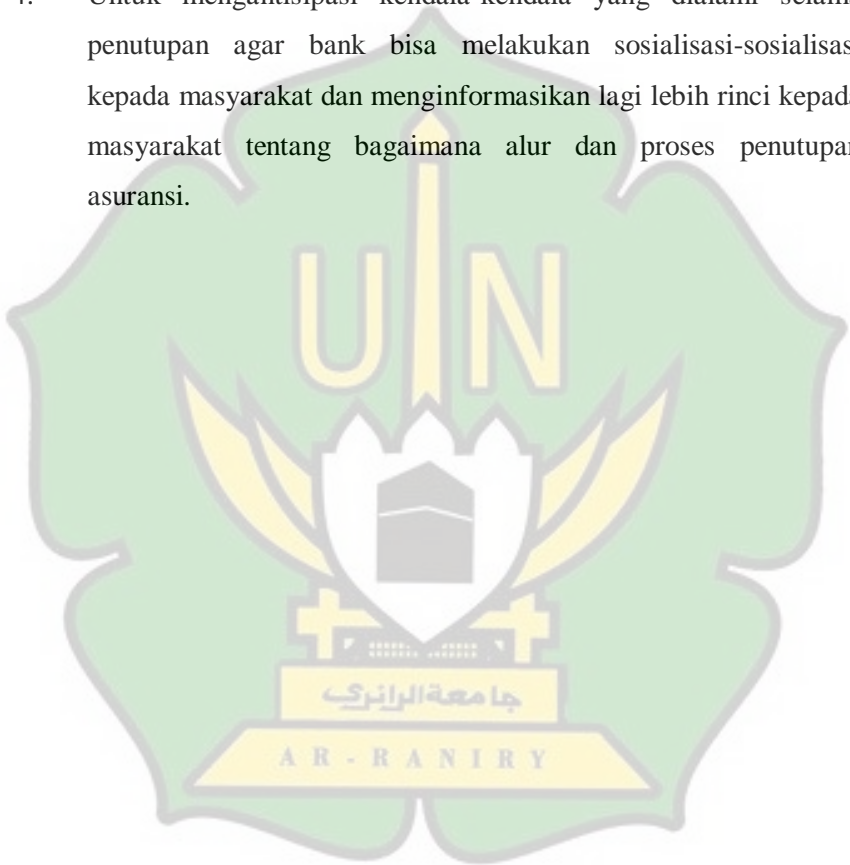 4. Untuk mengantisipasi kendala-kendala yang dialami selama
penutupan agar bank bisa melakukan sosialisasi-sosialisasi
kepada masyarakat dan menginformasikan lagi lebih rinci kepada
masyarakat tentang bagaimana alur dan proses penutupan
asuransi.
UIN
جامعة الرانري
AR-RANIRY